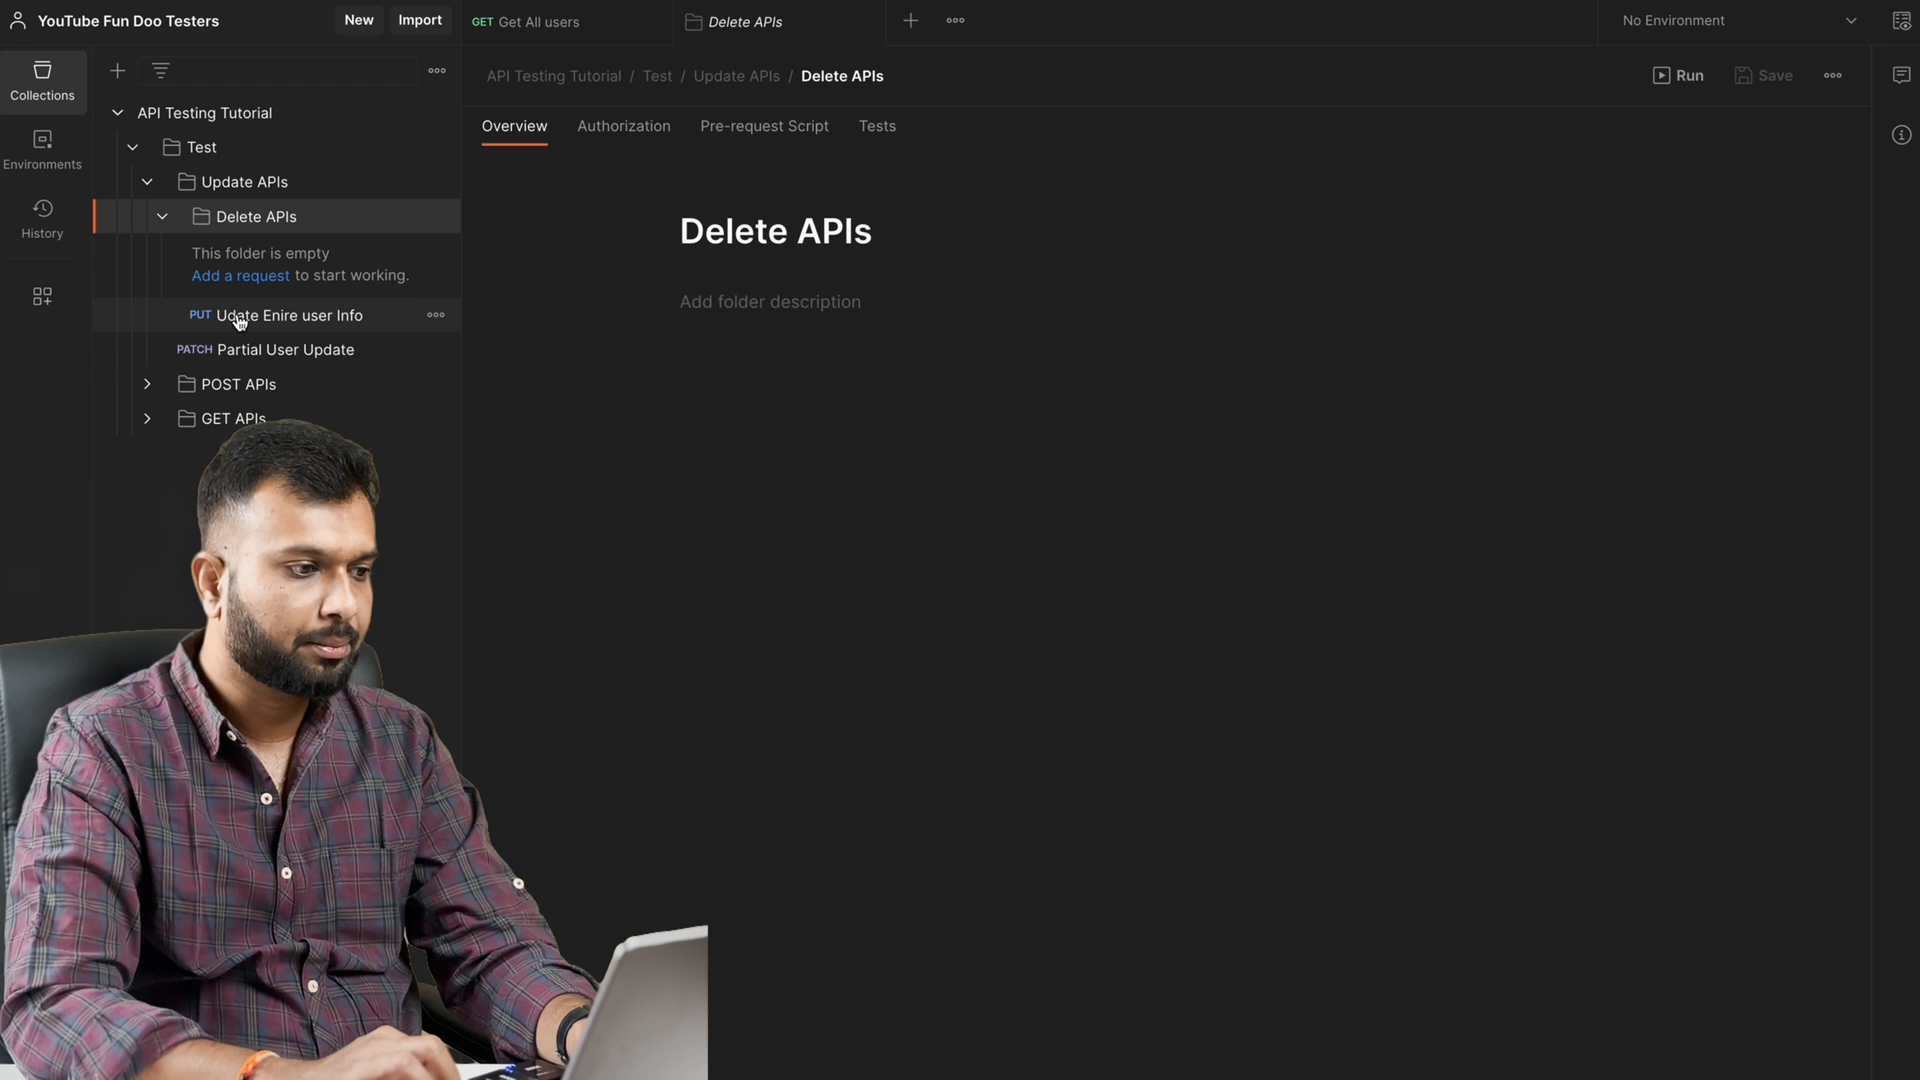 YouTube Fun Doo Testers
New
Import
GET Get All users
Delete APIs
No Environment
Collections
Environments
History
API Testing Tutorial
Test
Update APIs
Delete APIs
This folder is empty
Add a request to start working.
PUT Udate Enire user Info
PATCH Partial User Update
POST APIs
GET APIs
API Testing Tutorial / Test / Update APIs / Delete APIs
Run
Save
Overview
Authorization
Pre-request Script
Tests
Delete APIs
Add folder description